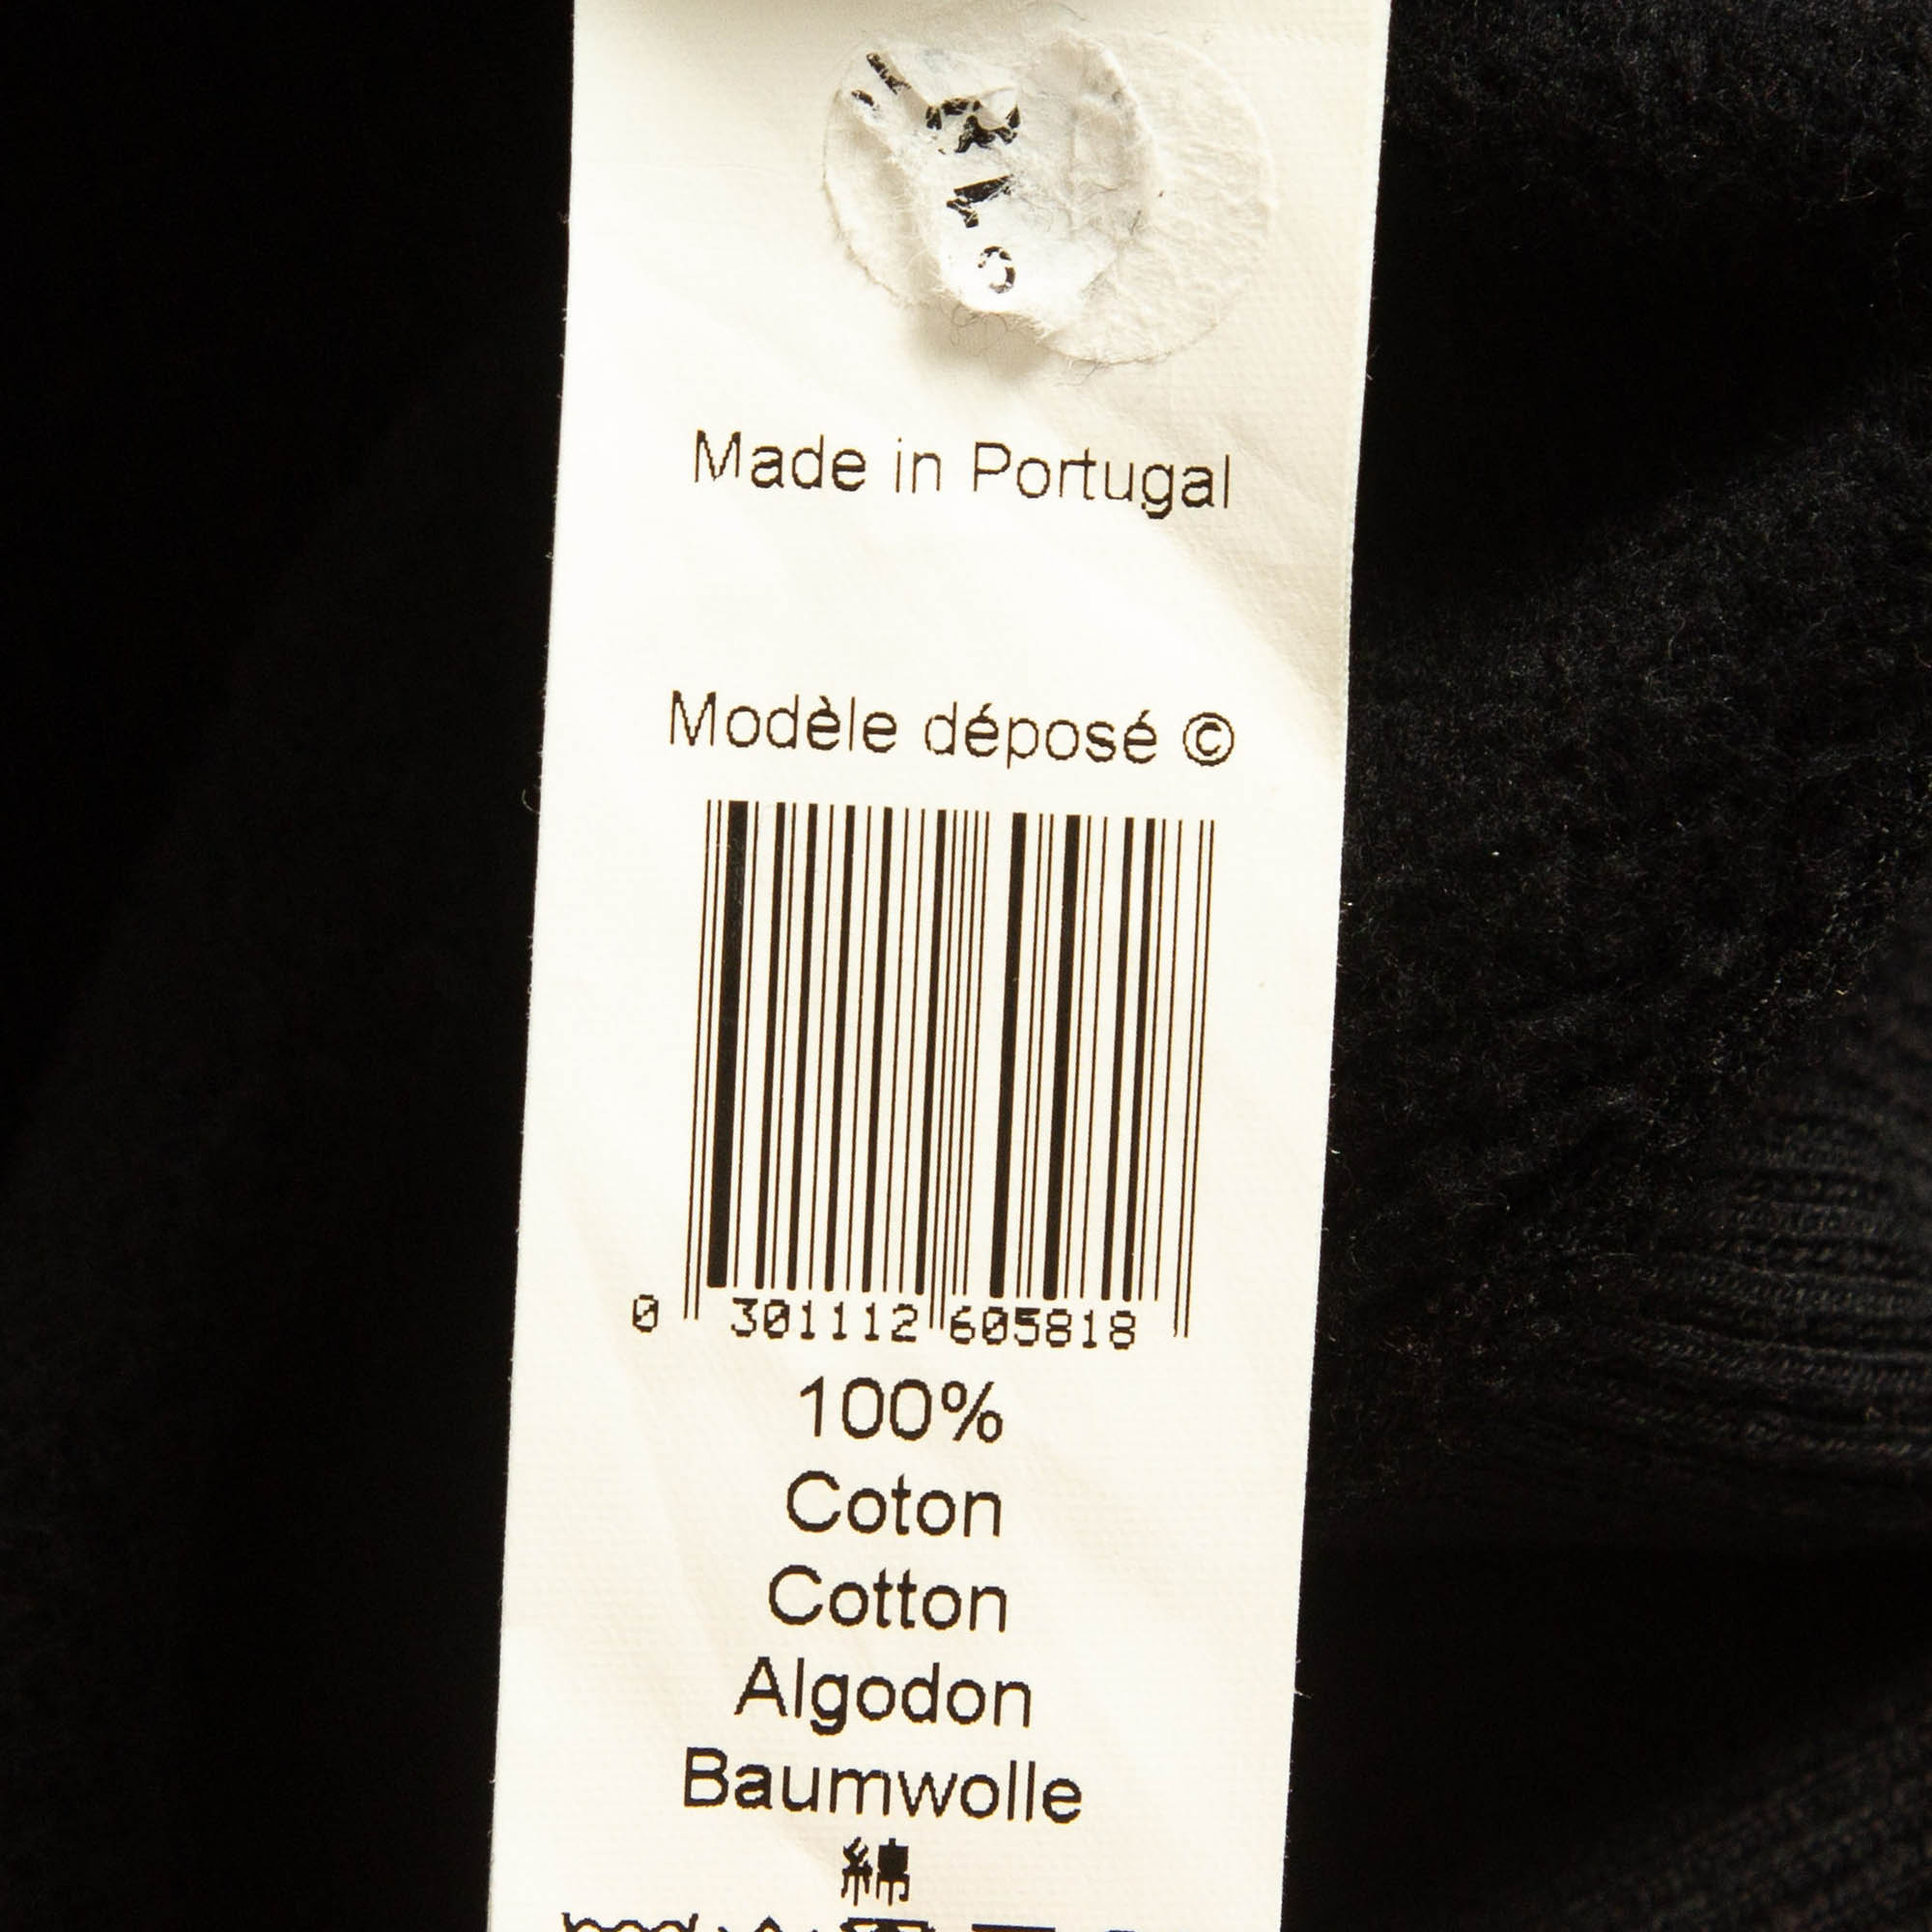 Made in Portugal
Modèle déposé ©
0 301112 605818
100%
Coton
Cotton
Algodon
Baumwolle
綿